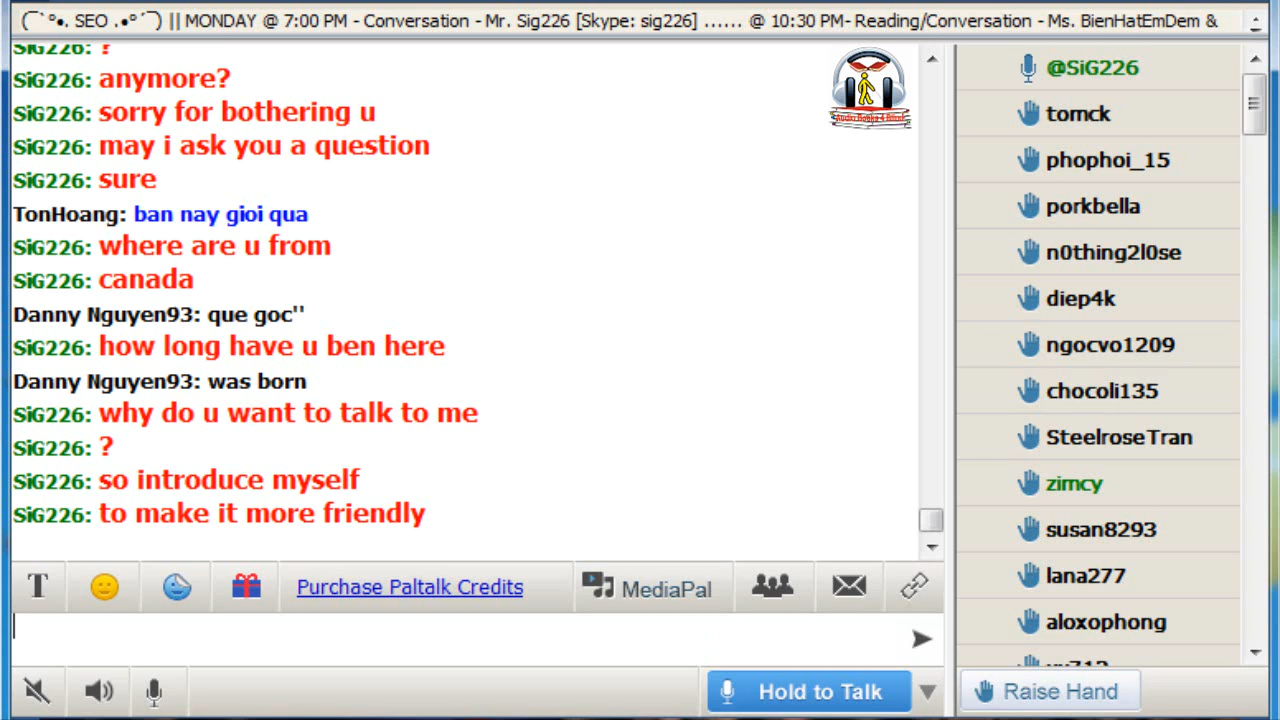 (¯`°•. SEO .•°´¯) || MONDAY @ 7:00 PM - Conversation - Mr. Sig226 [Skype: sig226] ...... @ 10:30 PM- Reading/Conversation - Ms. BienHatEmDem &
SiG226: ?
SiG226: anymore?
SiG226: sorry for bothering u
SiG226: may i ask you a question
SiG226: sure
TonHoang: ban nay gioi qua
SiG226: where are u from
SiG226: canada
Danny Nguyen93: que goc''
SiG226: how long have u ben here
Danny Nguyen93: was born
SiG226: why do u want to talk to me
SiG226: ?
SiG226: so introduce myself
SiG226: to make it more friendly
Audio Books 4 Blind
T
Purchase Paltalk Credits
MediaPal
Hold to Talk
@SiG226
tomck
phophoi_15
porkbella
n0thing2l0se
diep4k
ngocvo1209
chocoli135
SteelroseTran
zimcy
susan8293
lana277
aloxophong
Raise Hand